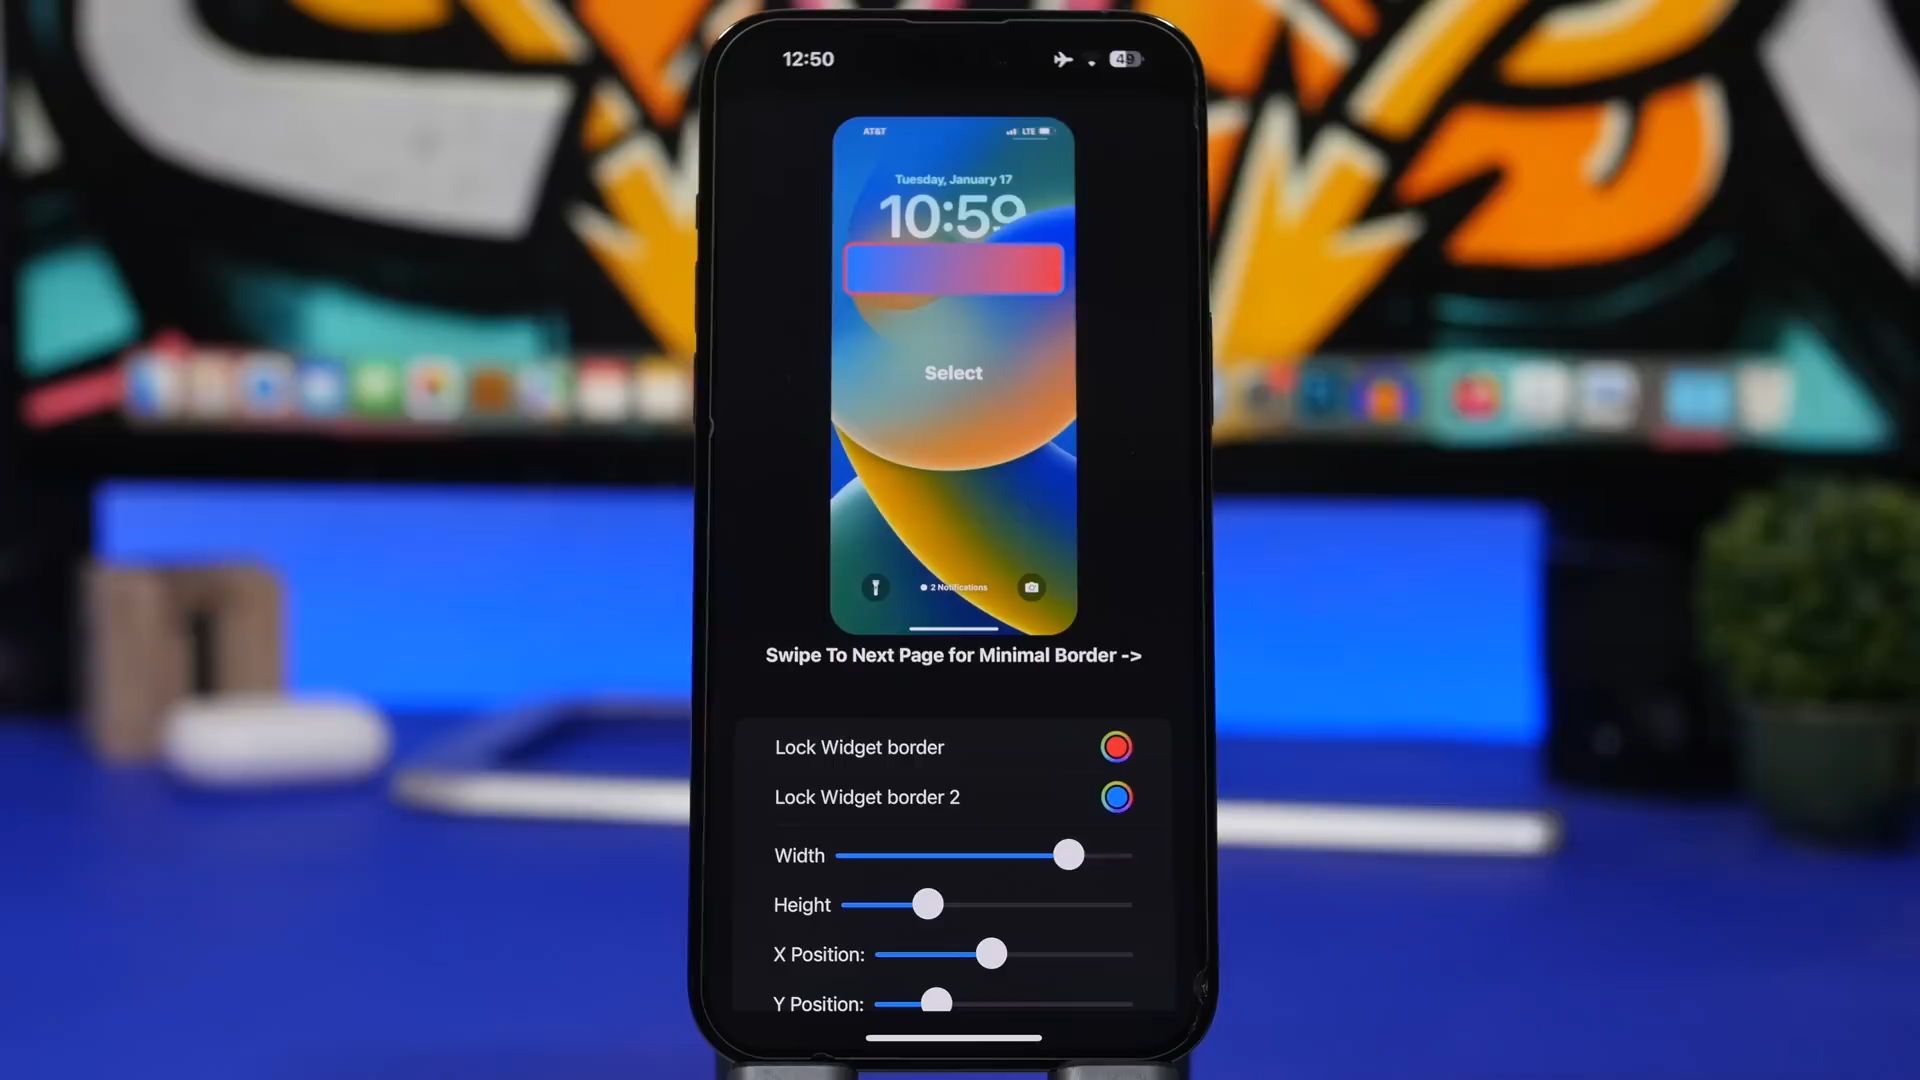 12:50
49
AT&T
LTE
Tuesday, January 17
10:59
Select
2 Notifications
Swipe To Next Page for Minimal Border ->
Lock Widget border
Lock Widget border 2
Width
Height
X Position:
Y Position: